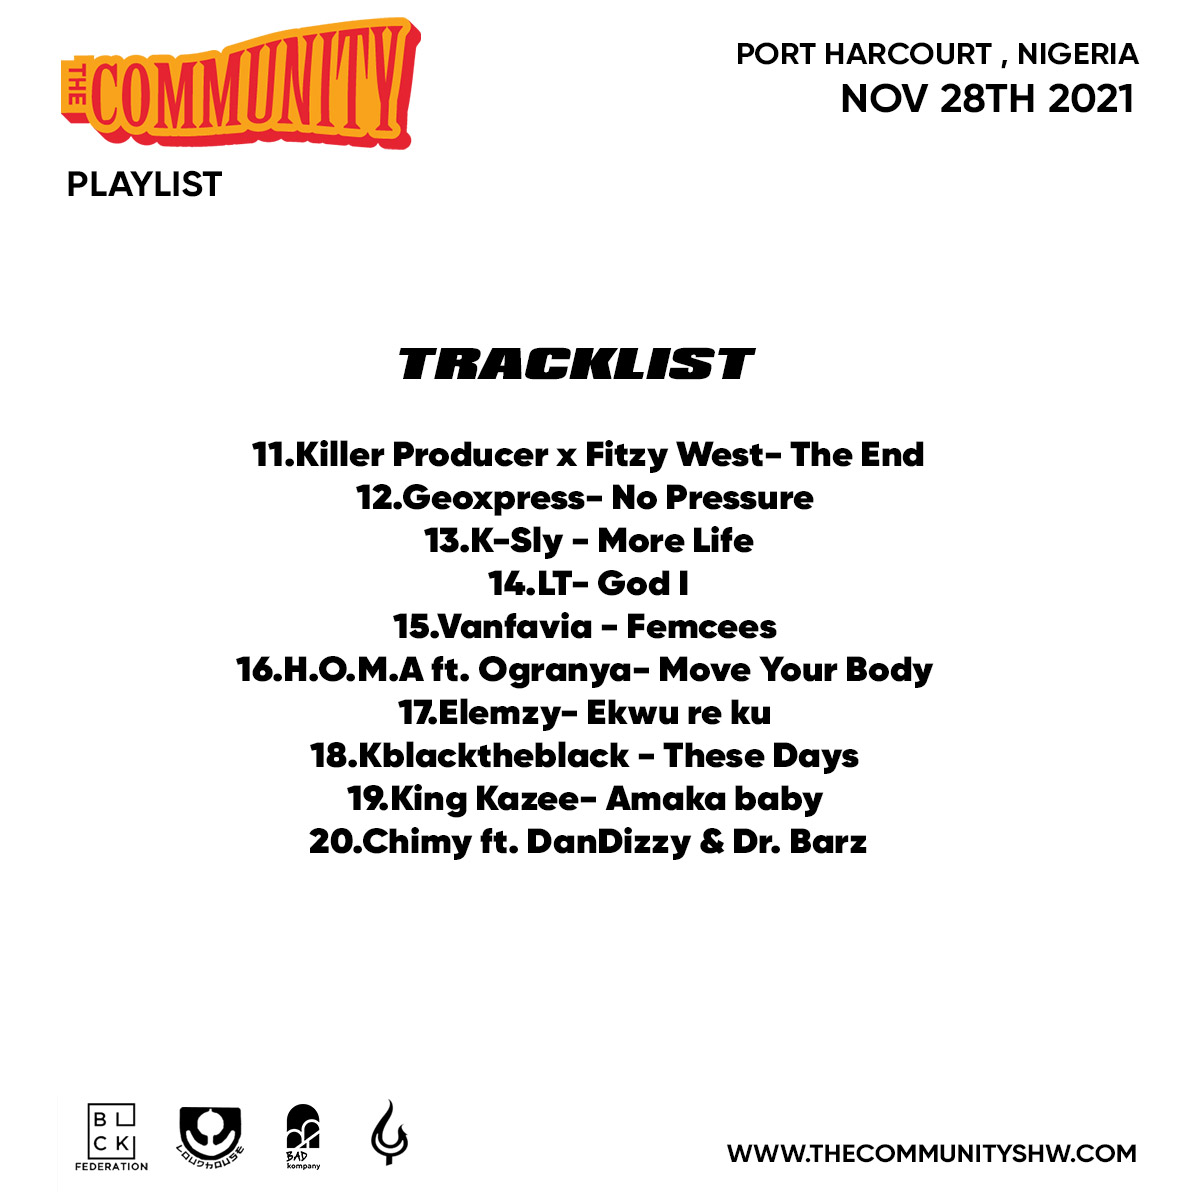 THE COMMUNITY
PORT HARCOURT , NIGERIA
NOV 28TH 2021
PLAYLIST
TRACKLIST
11.Killer Producer x Fitzy West- The End
12.Geoxpress- No Pressure
13.K-Sly - More Life
14.LT- God I
15.Vanfavia - Femcees
16.H.O.M.A ft. Ogranya- Move Your Body
17.Elemzy- Ekwu re ku
18.Kblacktheblack - These Days
19.King Kazee- Amaka baby
20.Chimy ft. DanDizzy & Dr. Barz
BL
CK
FEDERATION
LOUDHOUSE
BAD
kompany
WWW.THECOMMUNITYSHW.COM